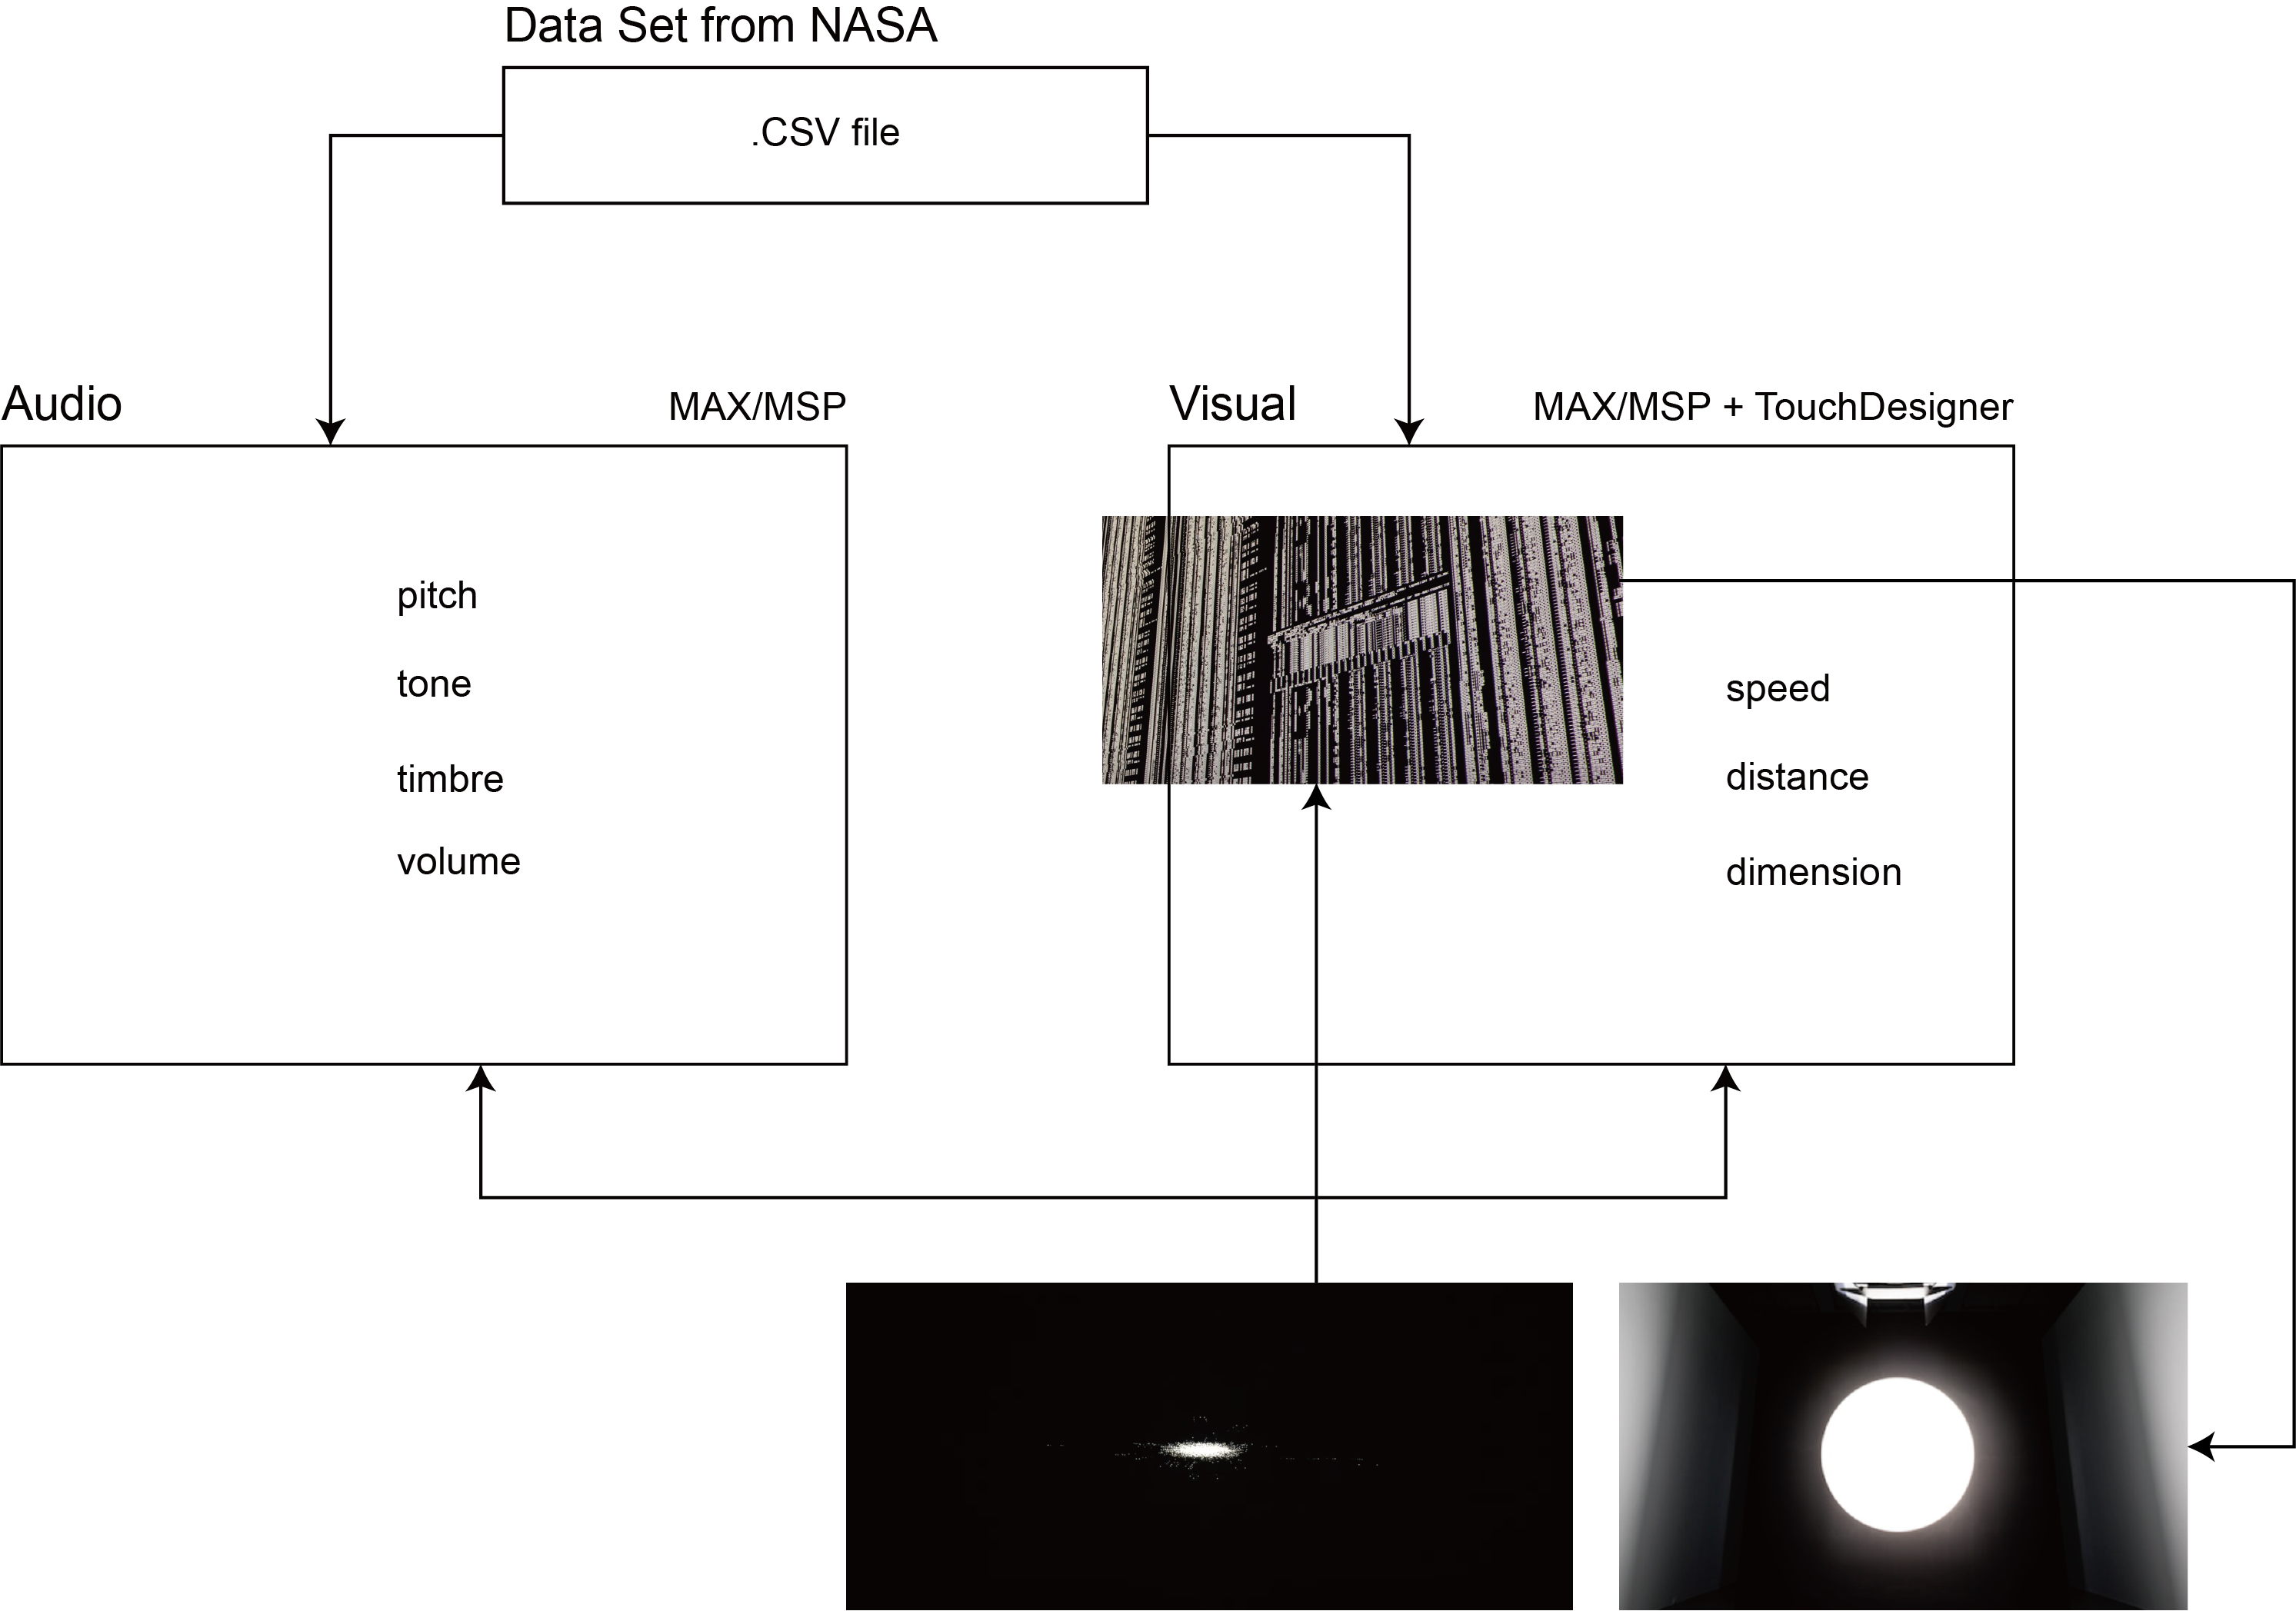 Data Set from NASA
.CSV file
Audio
MAX/MSP
pitch
tone
timbre
volume
Visual
MAX/MSP + TouchDesigner
speed
distance
dimension